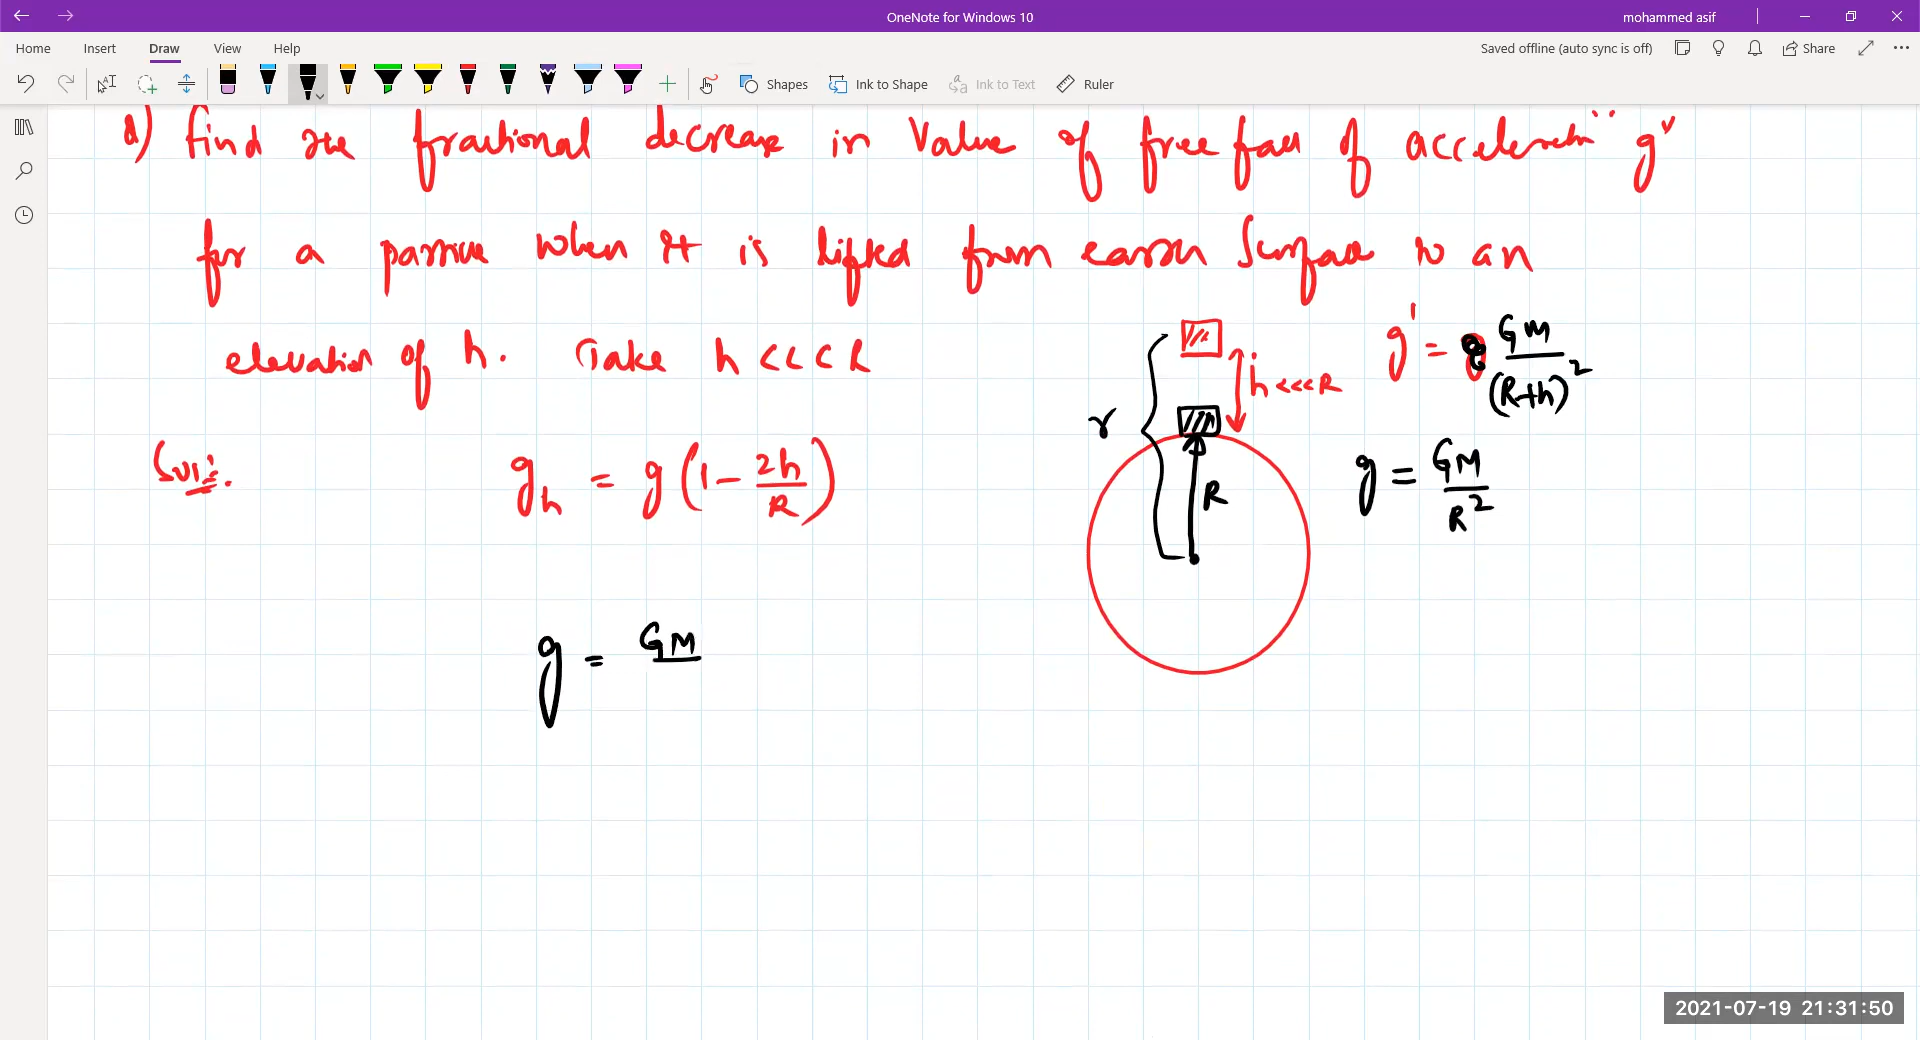 OneNote for Windows 10
mohammed asif
Home Insert Draw View Help
Saved offline (auto sync is off) Share
Shapes Ink to Shape Ink to Text Ruler
find the fractional decrease in value of free fall of acceleration "g"
for a particle when it is lifted from earth surface to an
elevation of h. (Take h <<< R
Sol:.
g_h = g(1 - 2h/R)
h <<< R
g' = GM/(R+h)²
r
R
g = GM/R²
g = GM
2021-07-19 21:31:50